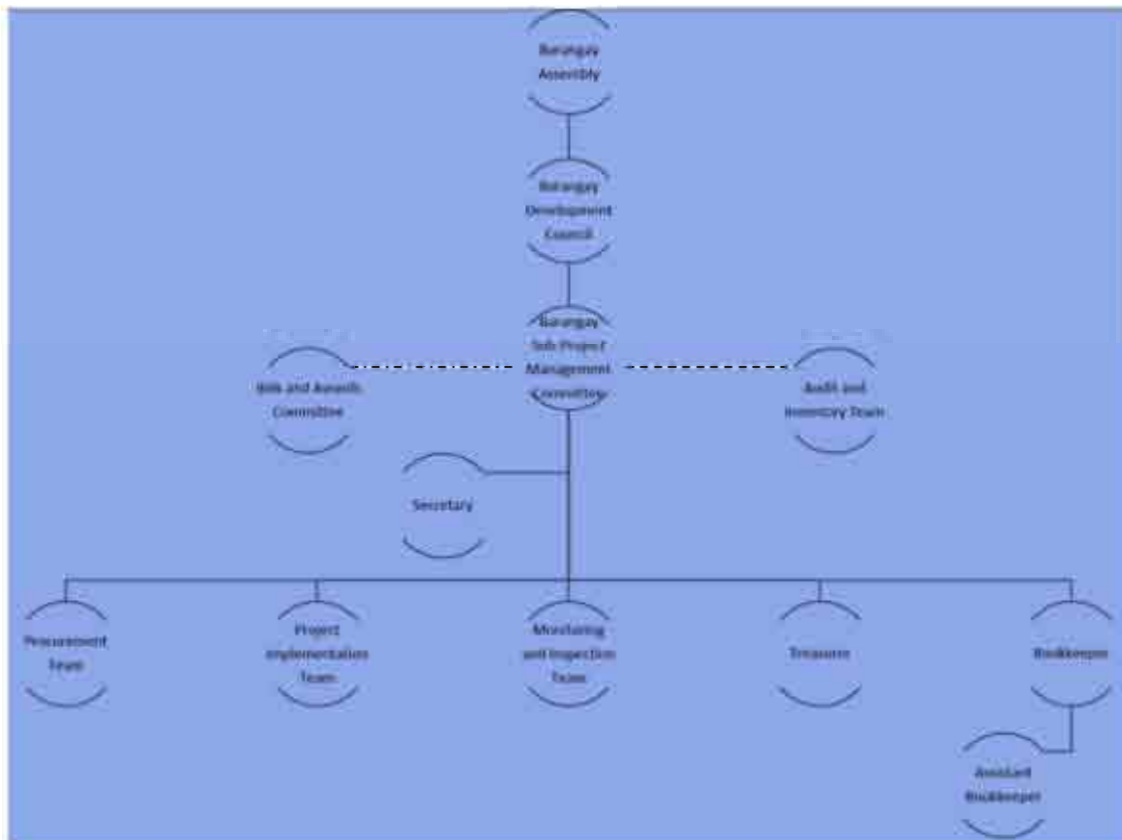 Barangay
Assembly
Barangay
Development
Council
Barangay
Sub Project
Management
Committee
Bids and Awards
Committee
Audit and
Inventory Team
Secretary
Procurement
Team
Project
Implementation
Team
Monitoring
and Inspection
Team
Treasurer
Bookkeeper
Assistant
Bookkeeper